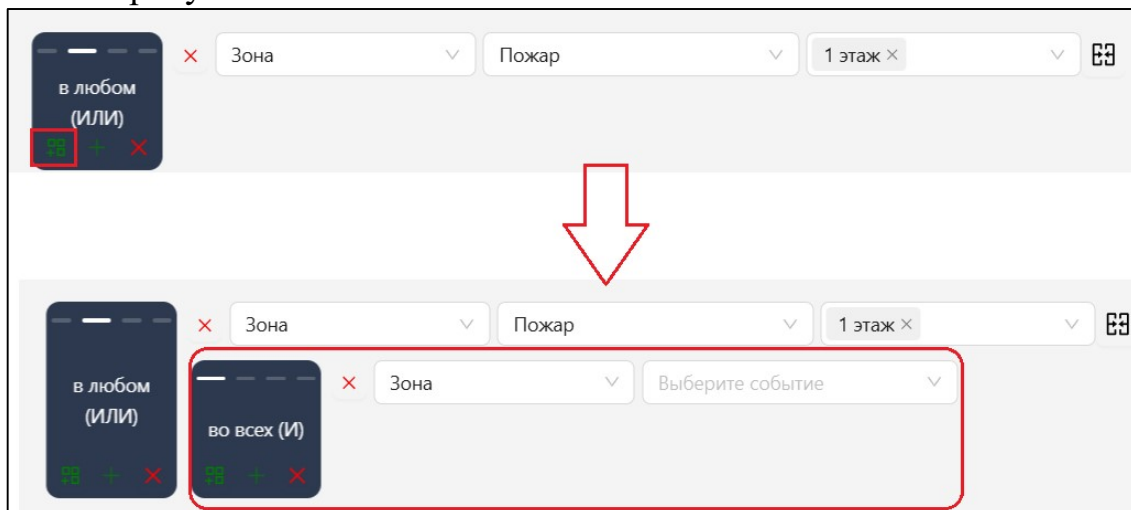 Зона Пожар 1 этаж ×
в любом
(ИЛИ)
Зона Пожар 1 этаж ×
в любом
(ИЛИ)
Зона Выберите событие
во всех (И)